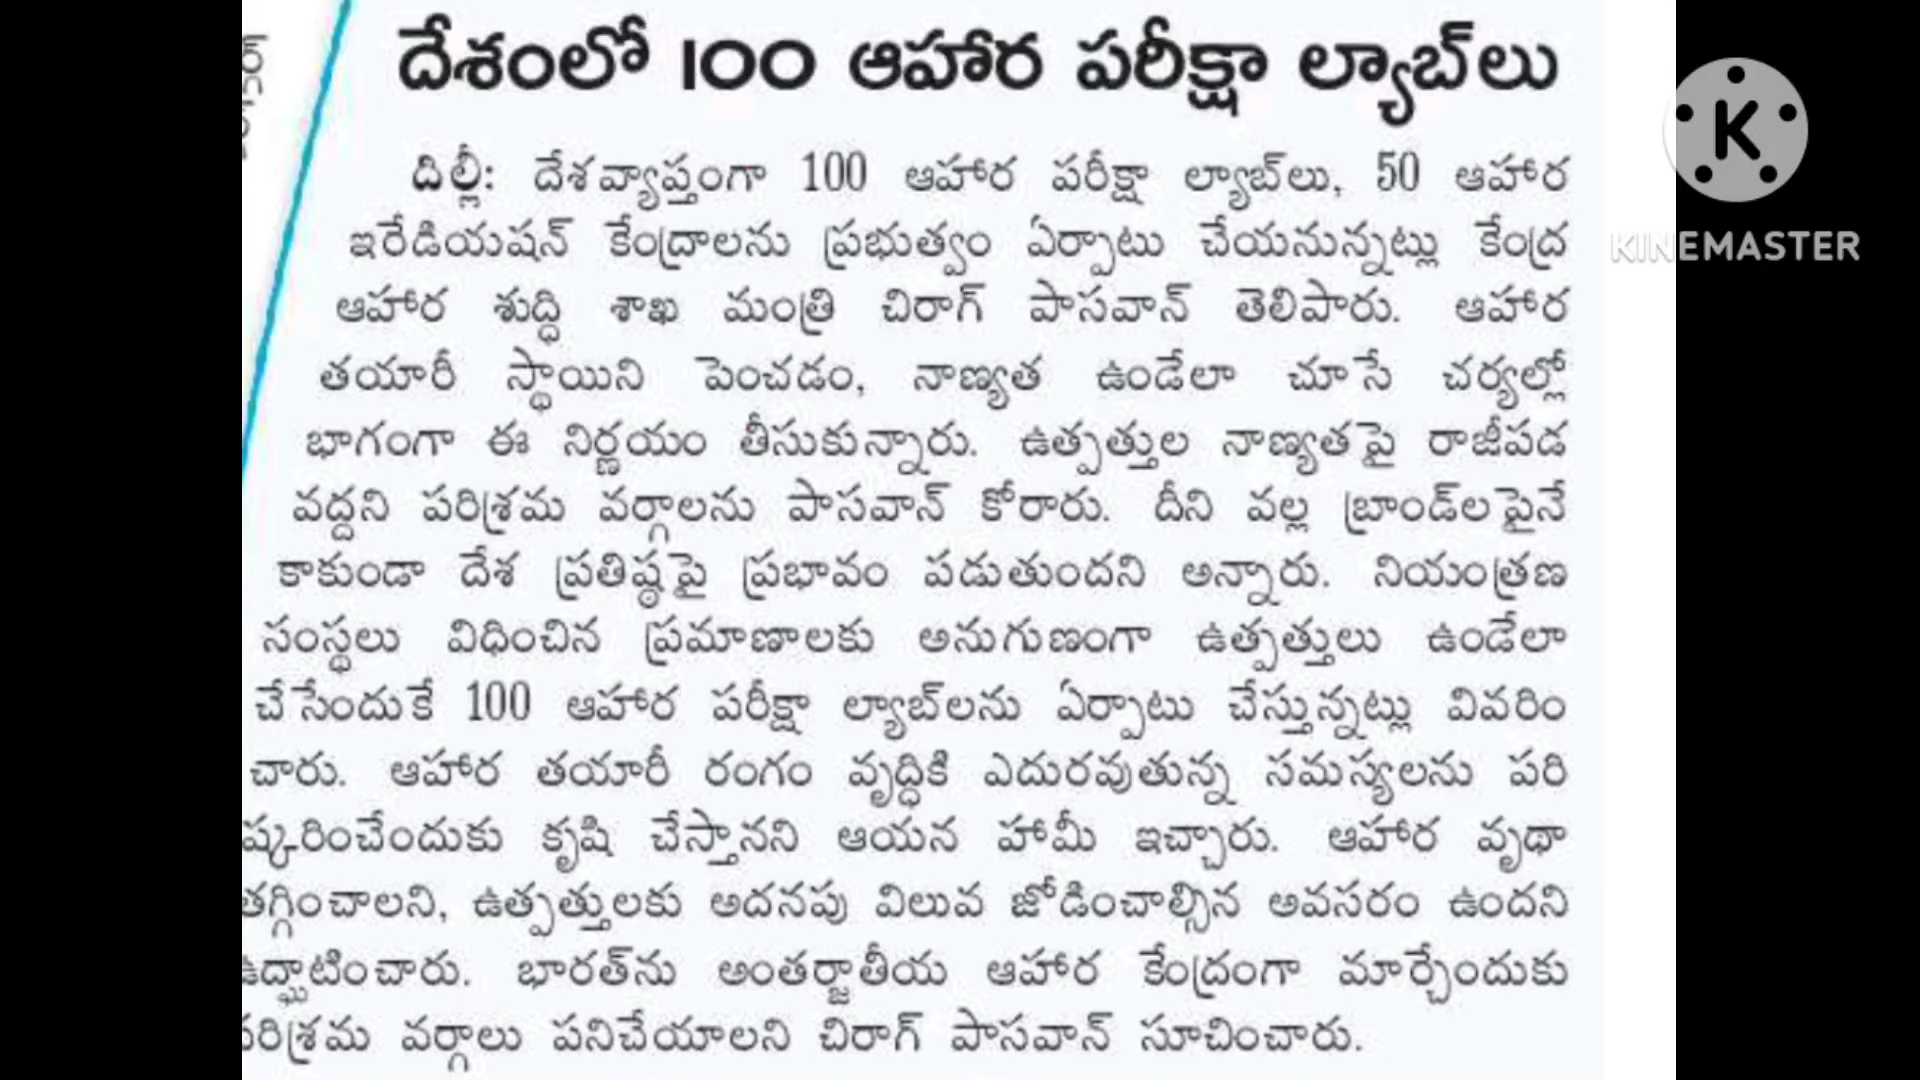 దేశంలో 100 ఆహార పరీక్షా ల్యాబ్‌లు
దిల్లీ: దేశవ్యాప్తంగా 100 ఆహార పరీక్షా ల్యాబ్‌లు, 50 ఆహార
ఇరేడియషన్ కేంద్రాలను ప్రభుత్వం ఏర్పాటు చేయనున్నట్లు కేంద్ర
ఆహార శుద్ధి శాఖ మంత్రి చిరాగ్ పాసవాన్ తెలిపారు. ఆహార
తయారీ స్థాయిని పెంచడం, నాణ్యత ఉండేలా చూసే చర్యల్లో
భాగంగా ఈ నిర్ణయం తీసుకున్నారు. ఉత్పత్తుల నాణ్యతపై రాజీపడ
వద్దని పరిశ్రమ వర్గాలను పాసవాన్ కోరారు. దీని వల్ల బ్రాండ్‌లపైనే
కాకుండా దేశ ప్రతిష్ఠపై ప్రభావం పడుతుందని అన్నారు. నియంత్రణ
సంస్థలు విధించిన ప్రమాణాలకు అనుగుణంగా ఉత్పత్తులు ఉండేలా
చేసేందుకే 100 ఆహార పరీక్షా ల్యాబ్‌లను ఏర్పాటు చేస్తున్నట్లు వివరిం
చారు. ఆహార తయారీ రంగం వృద్ధికి ఎదురవుతున్న సమస్యలను పరి
ష్కరించేందుకు కృషి చేస్తానని ఆయన హామీ ఇచ్చారు. ఆహార వృథా
తగ్గించాలని, ఉత్పత్తులకు అదనపు విలువ జోడించాల్సిన అవసరం ఉందని
ఉద్ఘాటించారు. భారత్‌ను అంతర్జాతీయ ఆహార కేంద్రంగా మార్చేందుకు
పరిశ్రమ వర్గాలు పనిచేయాలని చిరాగ్ పాసవాన్ సూచించారు.
K
KINEMASTER